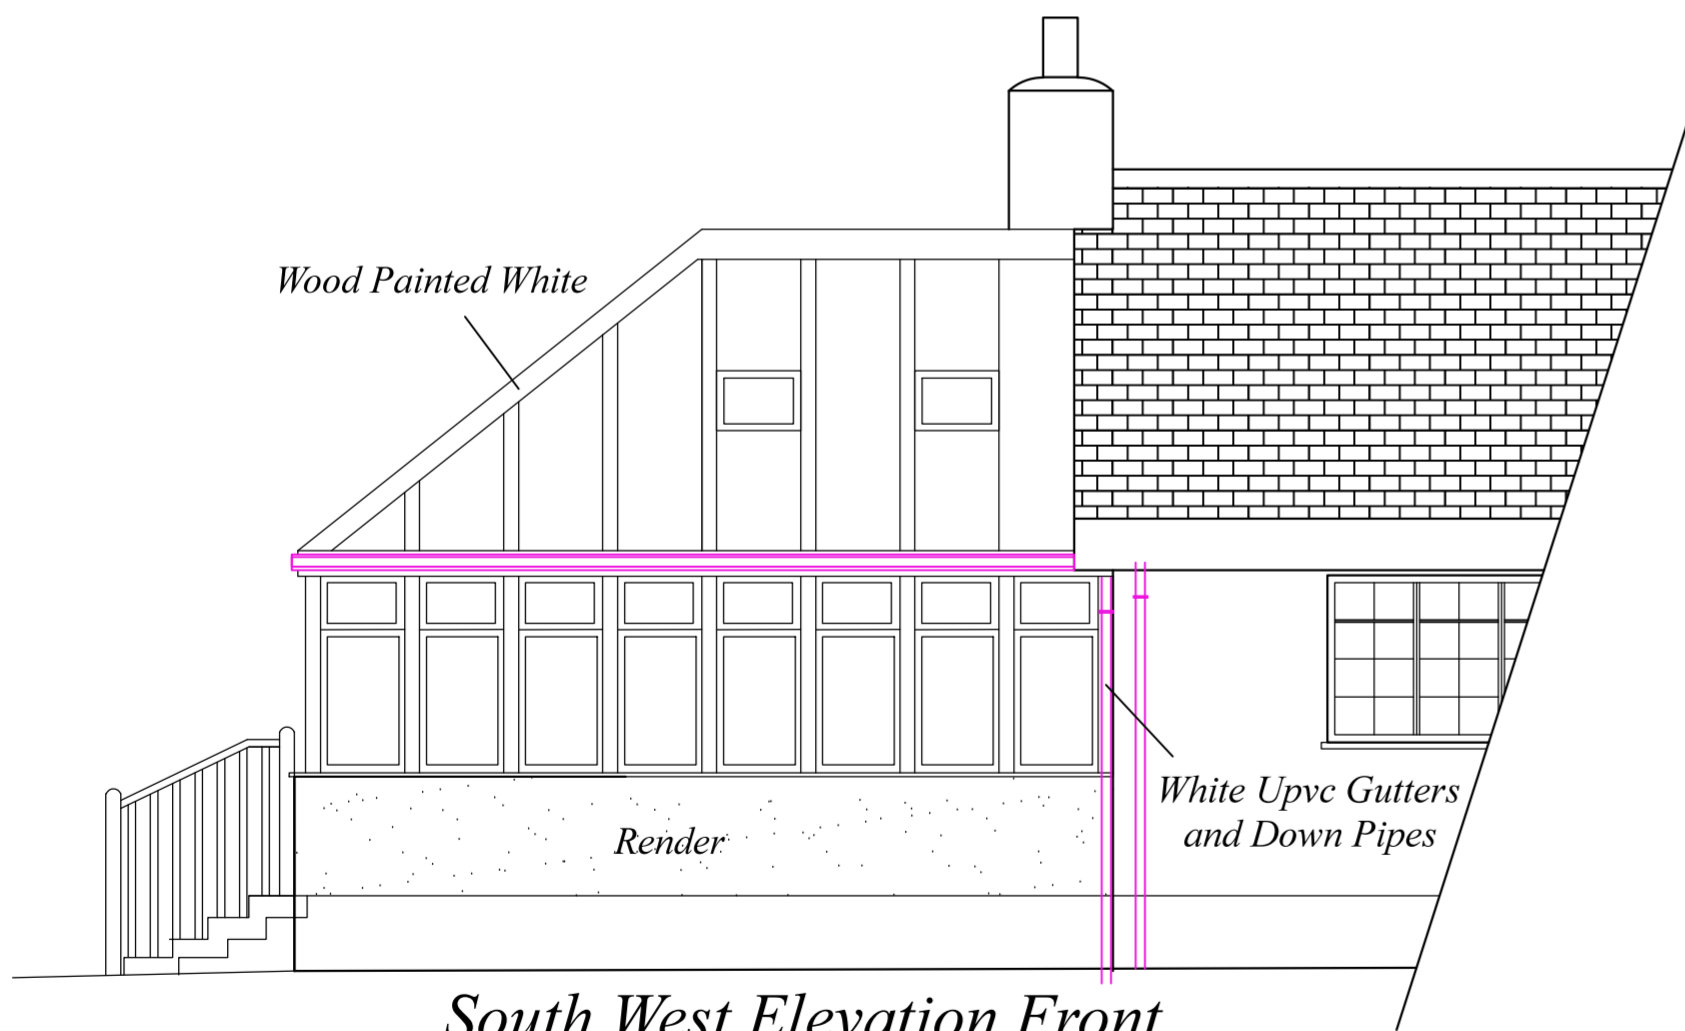 Wood Painted White
White Upvc Gutters
and Down Pipes
Render
South West Elevation Front